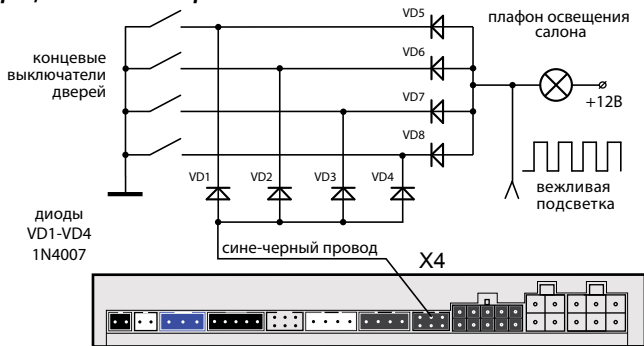 VD5
плафон освещения
салона
концевые
выключатели
дверей
VD6
+12В
VD7
VD8
VD1
VD2
VD3
VD4
вежливая
подсветка
диоды
VD1-VD4
1N4007
сине-черный провод
X4